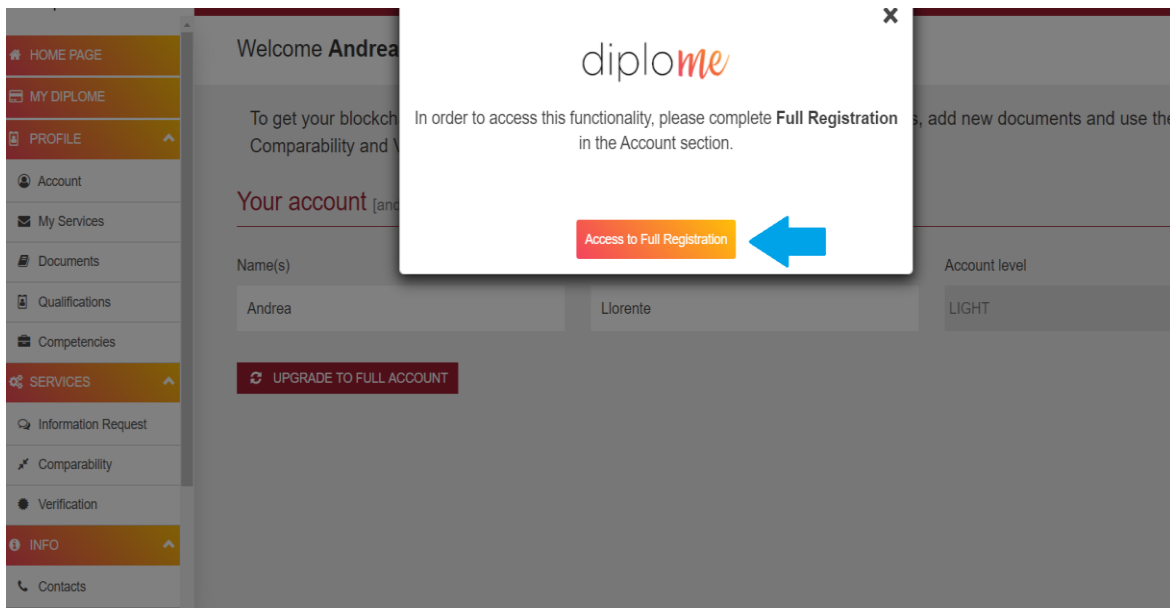 HOME PAGE
MY DIPLOME
PROFILE
Account
My Services
Documents
Qualifications
Competencies
SERVICES
Information Request
Comparability
Verification
INFO
Contacts
Welcome Andrea
To get your blockch
s, add new documents and use the
Comparability and
Your account [and
Name(s)
Account level
Andrea
Llorente
LIGHT
UPGRADE TO FULL ACCOUNT
x
diplome
In order to access this functionality, please complete Full Registration
in the Account section.
Access to Full Registration